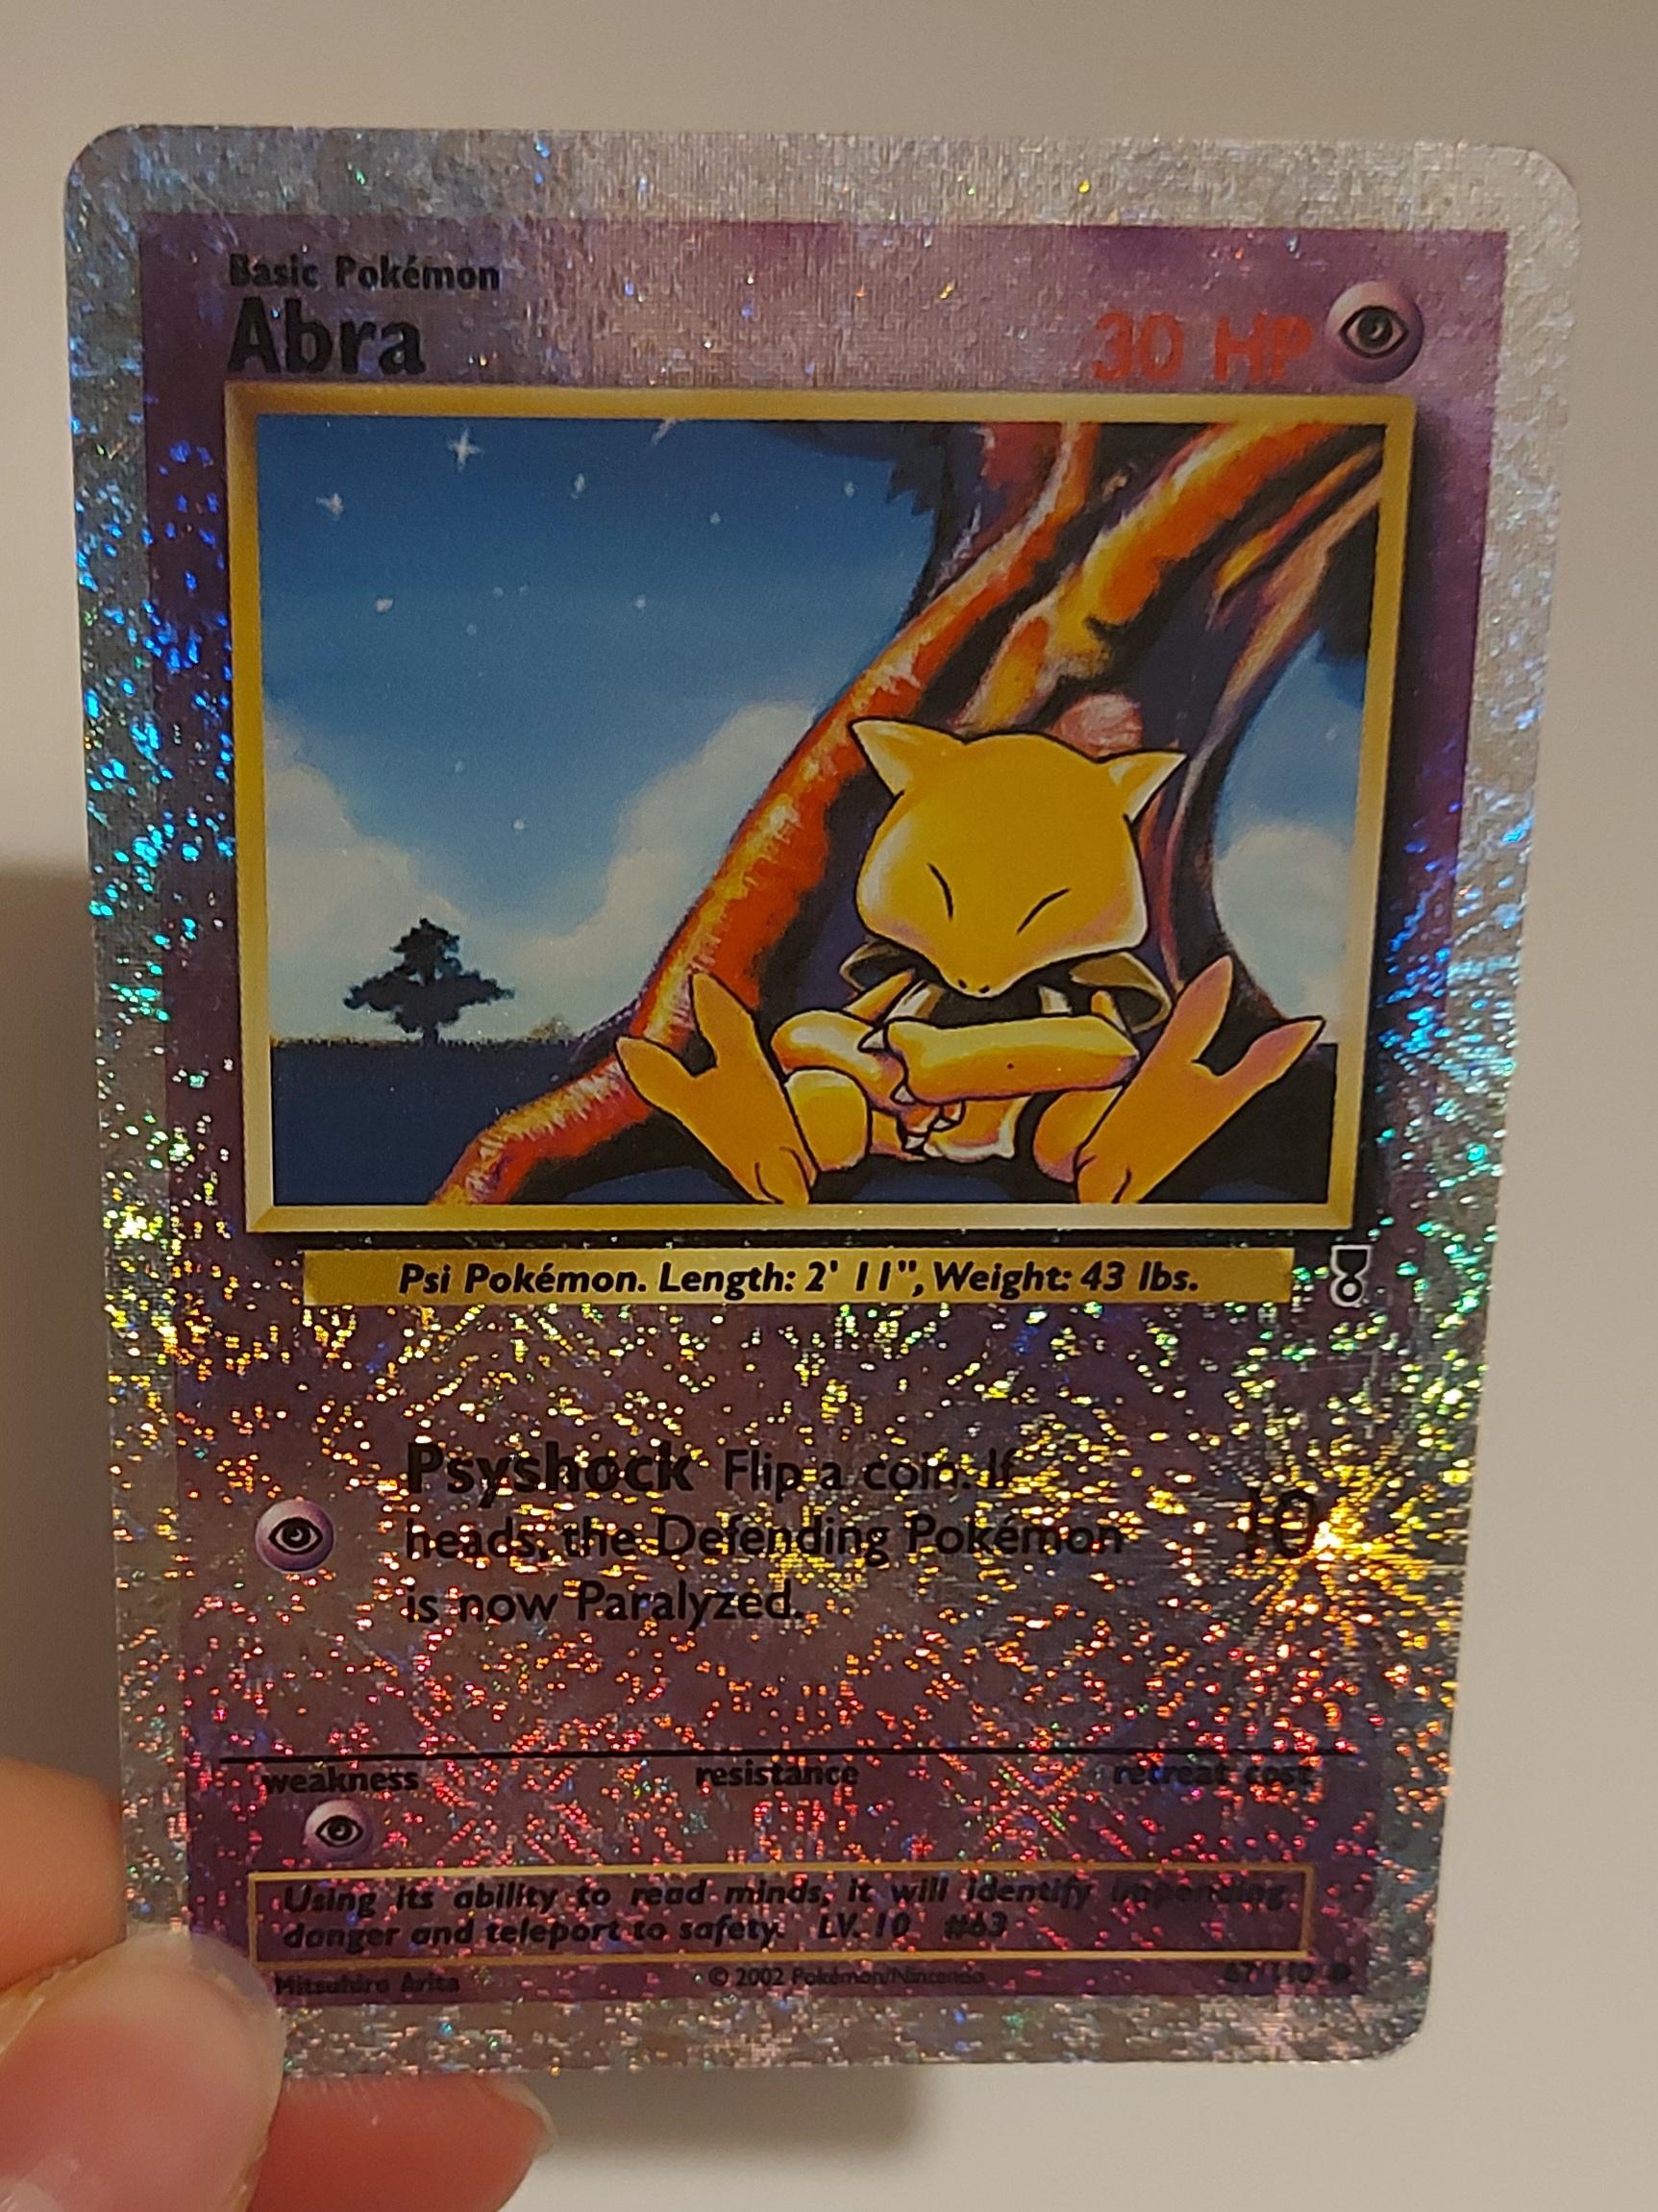 Basic Pokémon
Abra
30 HP
Psi Pokémon. Length: 2' 11", Weight: 43 lbs.
Psyshock Flip a coin. If
heads, the Defending Pokémon
is now Paralyzed.
10
weakness resistance retreat cost
Using its ability to read minds, it will identify impending
danger and teleport to safety. LV. 10 #63
Mitsuhiro Arita © 2002 Pokémon/Nintendo 67/110